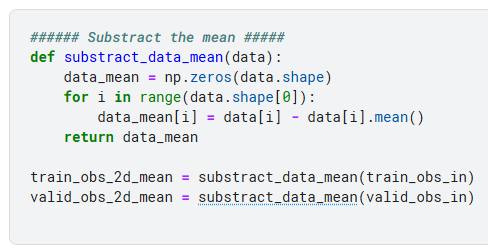 ###### Substract the mean #####
def substract_data_mean(data):
    data_mean = np.zeros(data.shape)
    for i in range(data.shape[0]):
        data_mean[i] = data[i] - data[i].mean()
    return data_mean

train_obs_2d_mean = substract_data_mean(train_obs_in)
valid_obs_2d_mean = substract_data_mean(valid_obs_in)